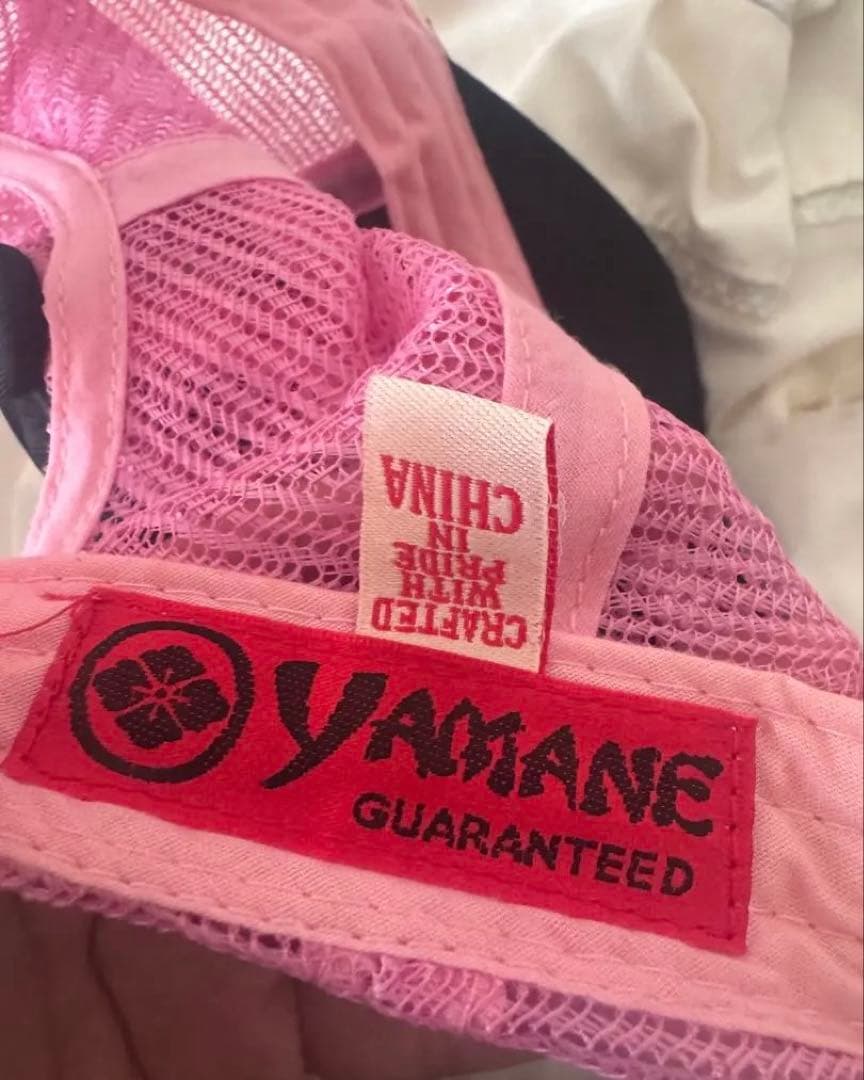 CRAFTED
WITH
PRIDE
IN
CHINA
YAMANE
GUARANTEED